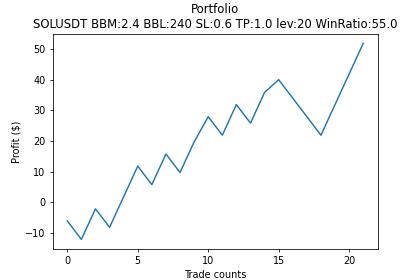 Portfolio
SOLUSDT BBM:2.4 BBL:240 SL:0.6 TP:1.0 lev:20 WinRatio:55.0
50
40
30
20
10
0
−10
Profit ($)
0 5 10 15 20
Trade counts